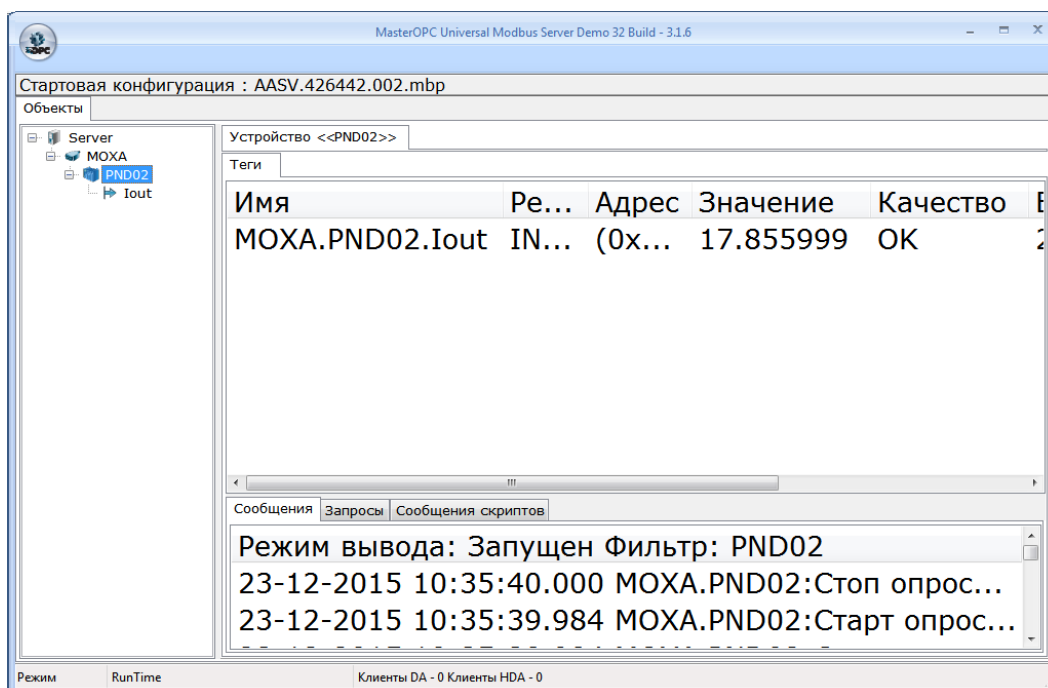 MasterOPC Universal Modbus Server Demo 32 Build - 3.1.6
OPC
Стартовая конфигурация : AASV.426442.002.mbp
Объекты
Server
MOXA
PND02
Iout
Устройство <<PND02>>
Теги
Имя Ре... Адрес Значение Качество
MOXA.PND02.Iout IN... (0x... 17.855999 OK
Сообщения Запросы Сообщения скриптов
Режим вывода: Запущен Фильтр: PND02
23-12-2015 10:35:40.000 MOXA.PND02:Стоп опрос...
23-12-2015 10:35:39.984 MOXA.PND02:Старт опрос...
Режим RunTime Клиенты DA - 0 Клиенты HDA - 0